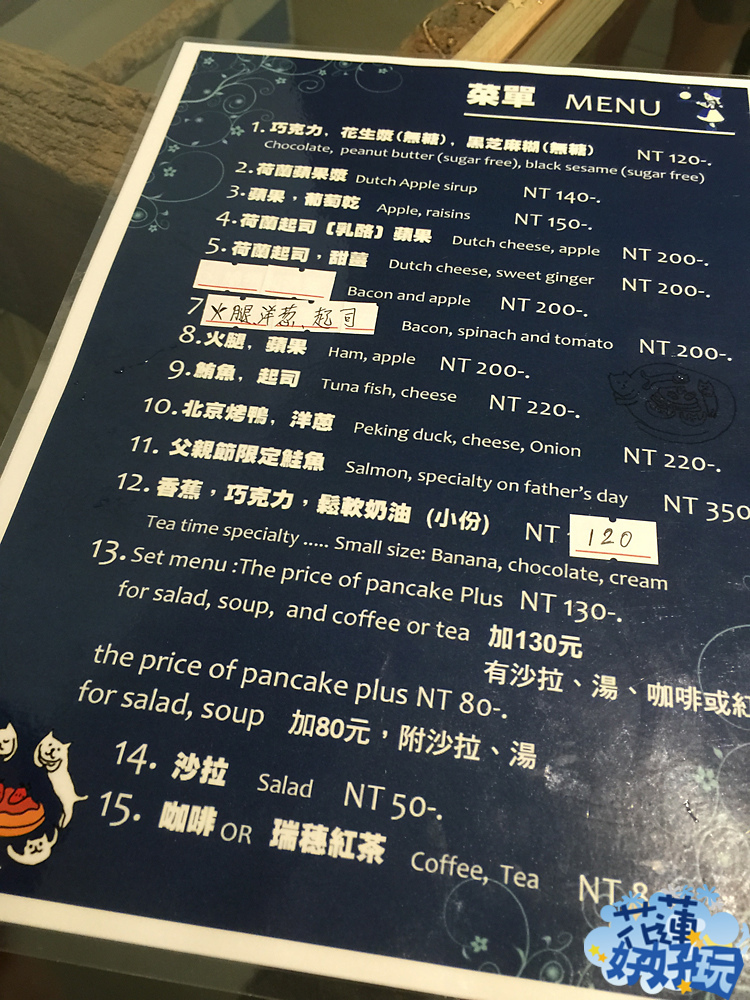 菜單 MENU
1. 巧克力, 花生漿(無糖), 黑芝麻糊(無糖) NT 120-.
Chocolate, peanut butter (sugar free), black sesame (sugar free)
2. 荷蘭蘋果漿 Dutch Apple sirup NT 140-.
3. 蘋果, 葡萄乾 Apple, raisins NT 150-.
4. 荷蘭起司〔乳酪〕蘋果 Dutch cheese, apple NT 200-.
5. 荷蘭起司, 甜薑 Dutch cheese, sweet ginger NT 200-.
Bacon and apple NT 200-.
7 火腿.洋葱、起司 Bacon, spinach and tomato NT 200-.
8. 火腿, 蘋果 Ham, apple NT 200-.
9. 鮪魚, 起司 Tuna fish, cheese NT 220-.
10. 北京烤鴨, 洋蔥 Peking duck, cheese, Onion NT 220-.
11. 父親節限定鮭魚 Salmon, specialty on father's day NT 350
12. 香蕉,巧克力,鬆軟奶油 (小份) NT 120
Tea time specialty ..... Small size: Banana, chocolate, cream
13. Set menu :The price of pancake Plus NT 130-.
for salad, soup, and coffee or tea 加130元
有沙拉、湯、咖啡或紅
the price of pancake plus NT 80-.
for salad, soup 加80元,附沙拉、湯
14. 沙拉 Salad NT 50-.
15. 咖啡 OR 瑞穗紅茶 Coffee, Tea NT 8
花蓮
好好玩